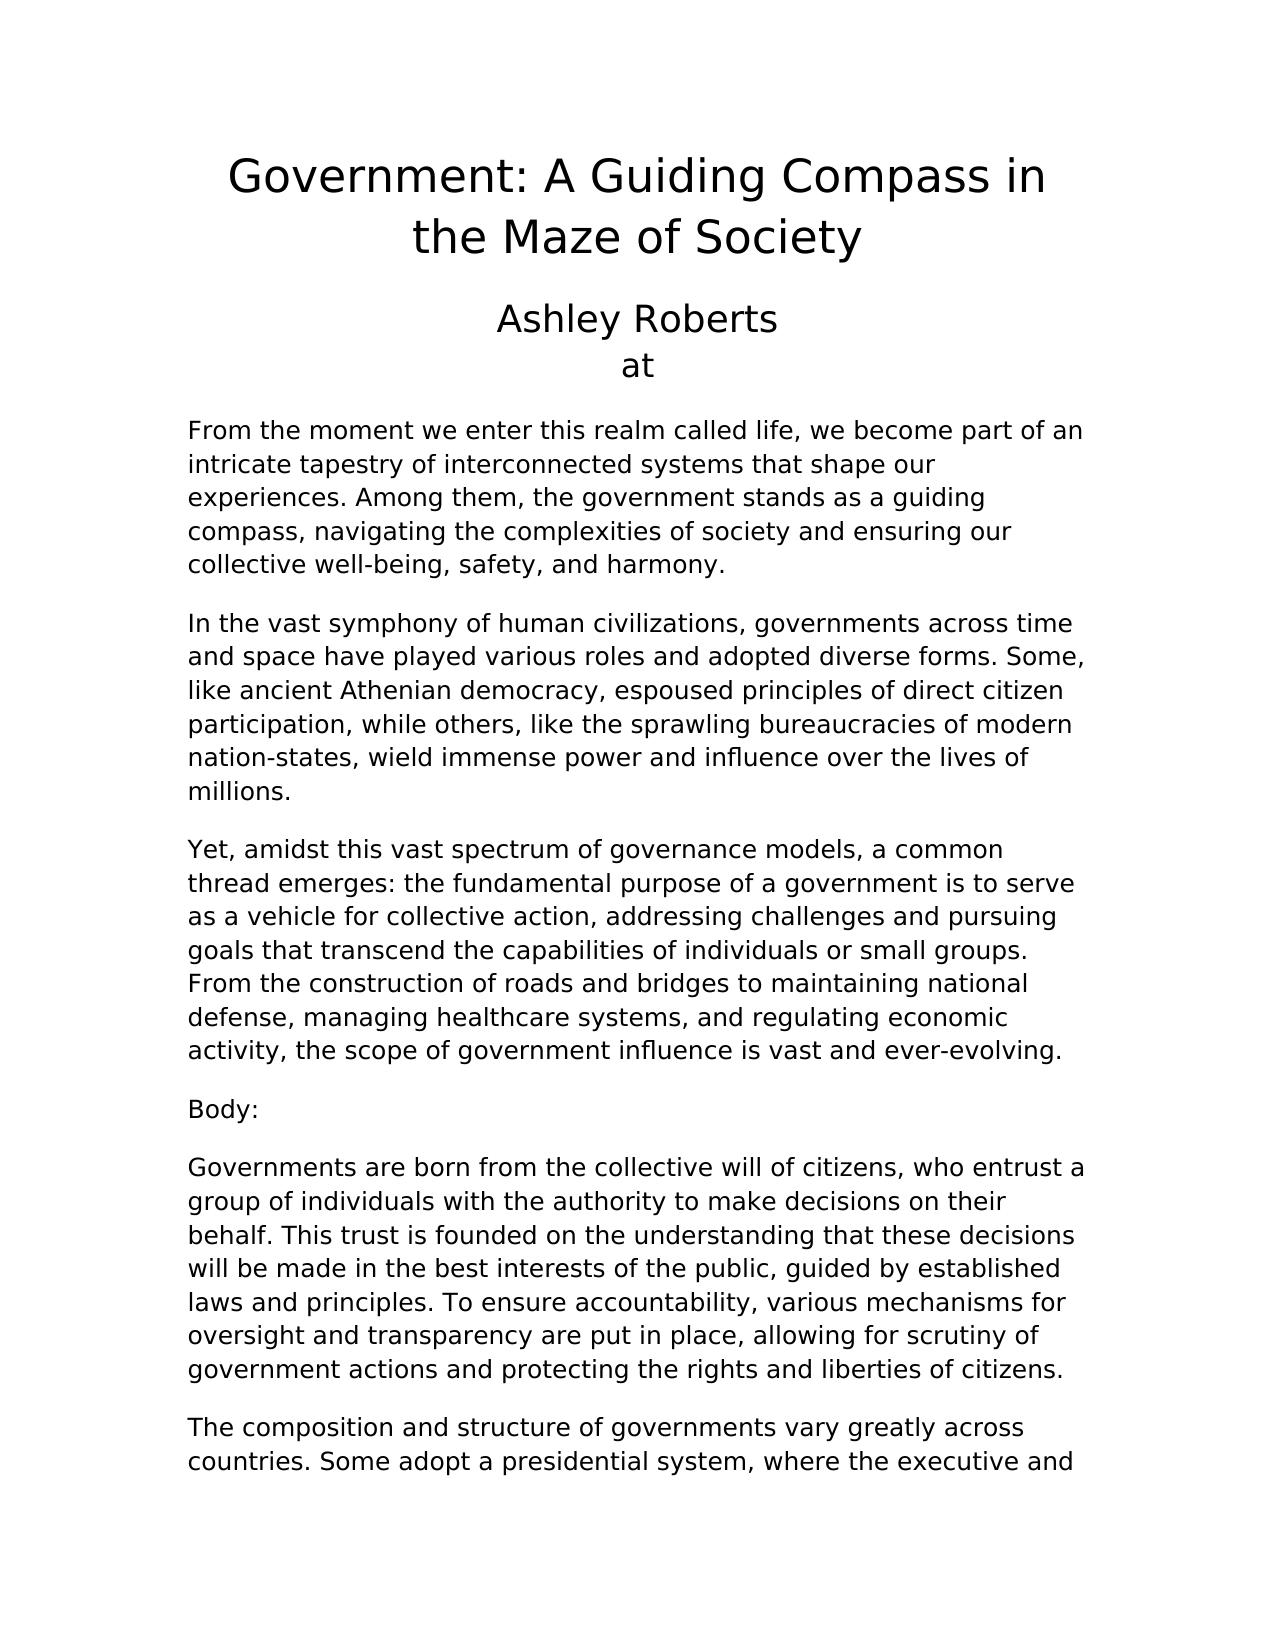 Government: A Guiding Compass in
the Maze of Society
Ashley Roberts
at
From the moment we enter this realm called life, we become part of an
intricate tapestry of interconnected systems that shape our
experiences. Among them, the government stands as a guiding
compass, navigating the complexities of society and ensuring our
collective well-being, safety, and harmony.
In the vast symphony of human civilizations, governments across time
and space have played various roles and adopted diverse forms. Some,
like ancient Athenian democracy, espoused principles of direct citizen
participation, while others, like the sprawling bureaucracies of modern
nation-states, wield immense power and influence over the lives of
millions.
Yet, amidst this vast spectrum of governance models, a common
thread emerges: the fundamental purpose of a government is to serve
as a vehicle for collective action, addressing challenges and pursuing
goals that transcend the capabilities of individuals or small groups.
From the construction of roads and bridges to maintaining national
defense, managing healthcare systems, and regulating economic
activity, the scope of government influence is vast and ever-evolving.
Body:
Governments are born from the collective will of citizens, who entrust a
group of individuals with the authority to make decisions on their
behalf. This trust is founded on the understanding that these decisions
will be made in the best interests of the public, guided by established
laws and principles. To ensure accountability, various mechanisms for
oversight and transparency are put in place, allowing for scrutiny of
government actions and protecting the rights and liberties of citizens.
The composition and structure of governments vary greatly across
countries. Some adopt a presidential system, where the executive and